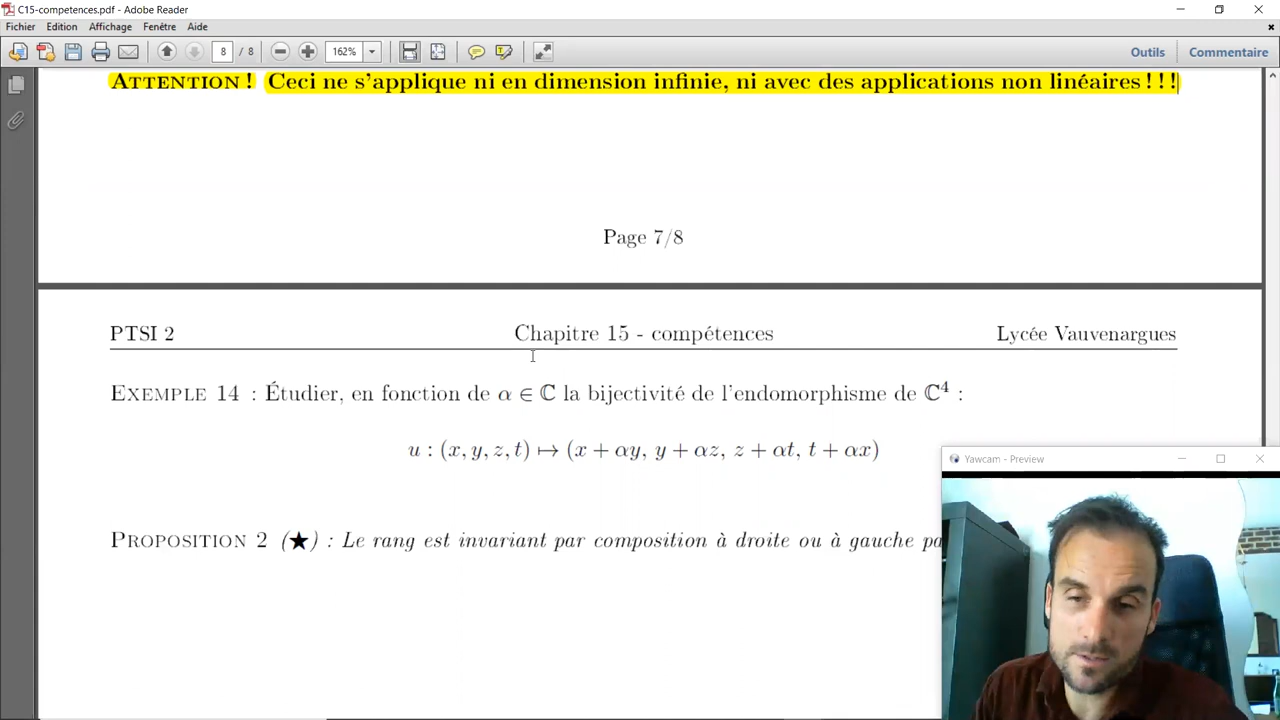 C15-competences.pdf - Adobe Reader
Fichier Edition Affichage Fenêtre Aide
8 / 8 162% Outils Commentaire
ATTENTION ! Ceci ne s'applique ni en dimension infinie, ni avec des applications non linéaires ! ! !
Page 7/8
PTSI 2 Chapitre 15 - compétences Lycée Vauvenargues
EXEMPLE 14 : Étudier, en fonction de α ∈ ℂ la bijectivité de l'endomorphisme de ℂ⁴ :
u : (x, y, z, t) ↦ (x + αy, y + αz, z + αt, t + αx)
Yawcam - Preview
PROPOSITION 2 (★) : Le rang est invariant par composition à droite ou à gauche pa